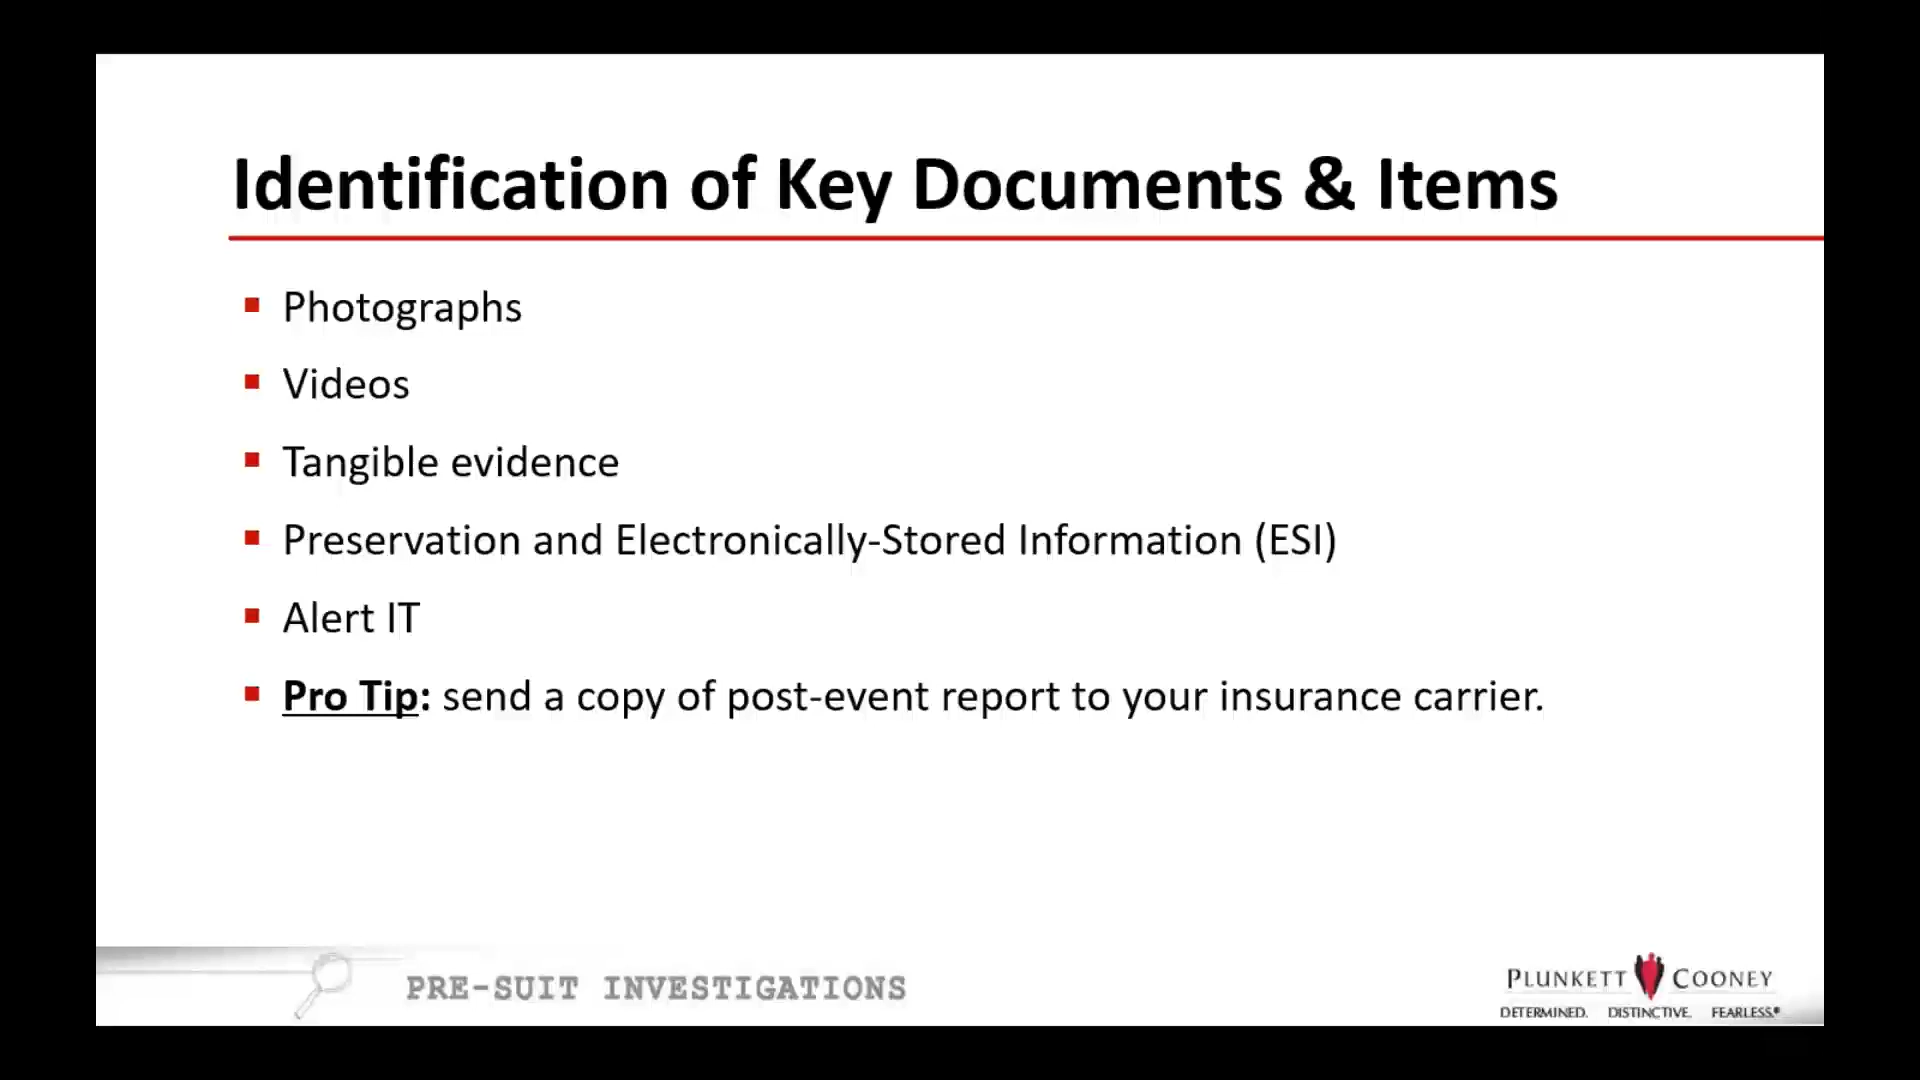 Identification of Key Documents & Items
Photographs
Videos
Tangible evidence
Preservation and Electronically-Stored Information (ESI)
Alert IT
Pro Tip: send a copy of post-event report to your insurance carrier.
PRE-SUIT INVESTIGATIONS
PLUNKETT COONEY
DETERMINED. DISTINCTIVE. FEARLESS.®